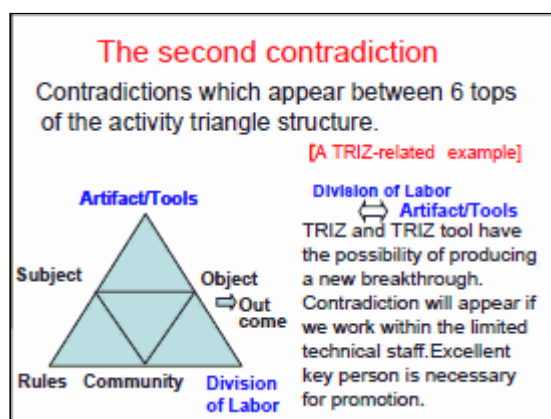 The second contradiction
Contradictions which appear between 6 tops
of the activity triangle structure.
[A TRIZ-related example]
Artifact/Tools
Subject
Object
⇨Out
come
Rules
Community
Division
of Labor
Division of Labor
⇔ Artifact/Tools
TRIZ and TRIZ tool have
the possibility of producing
a new breakthrough.
Contradiction will appear if
we work within the limited
technical staff.Excellent
key person is necessary
for promotion.